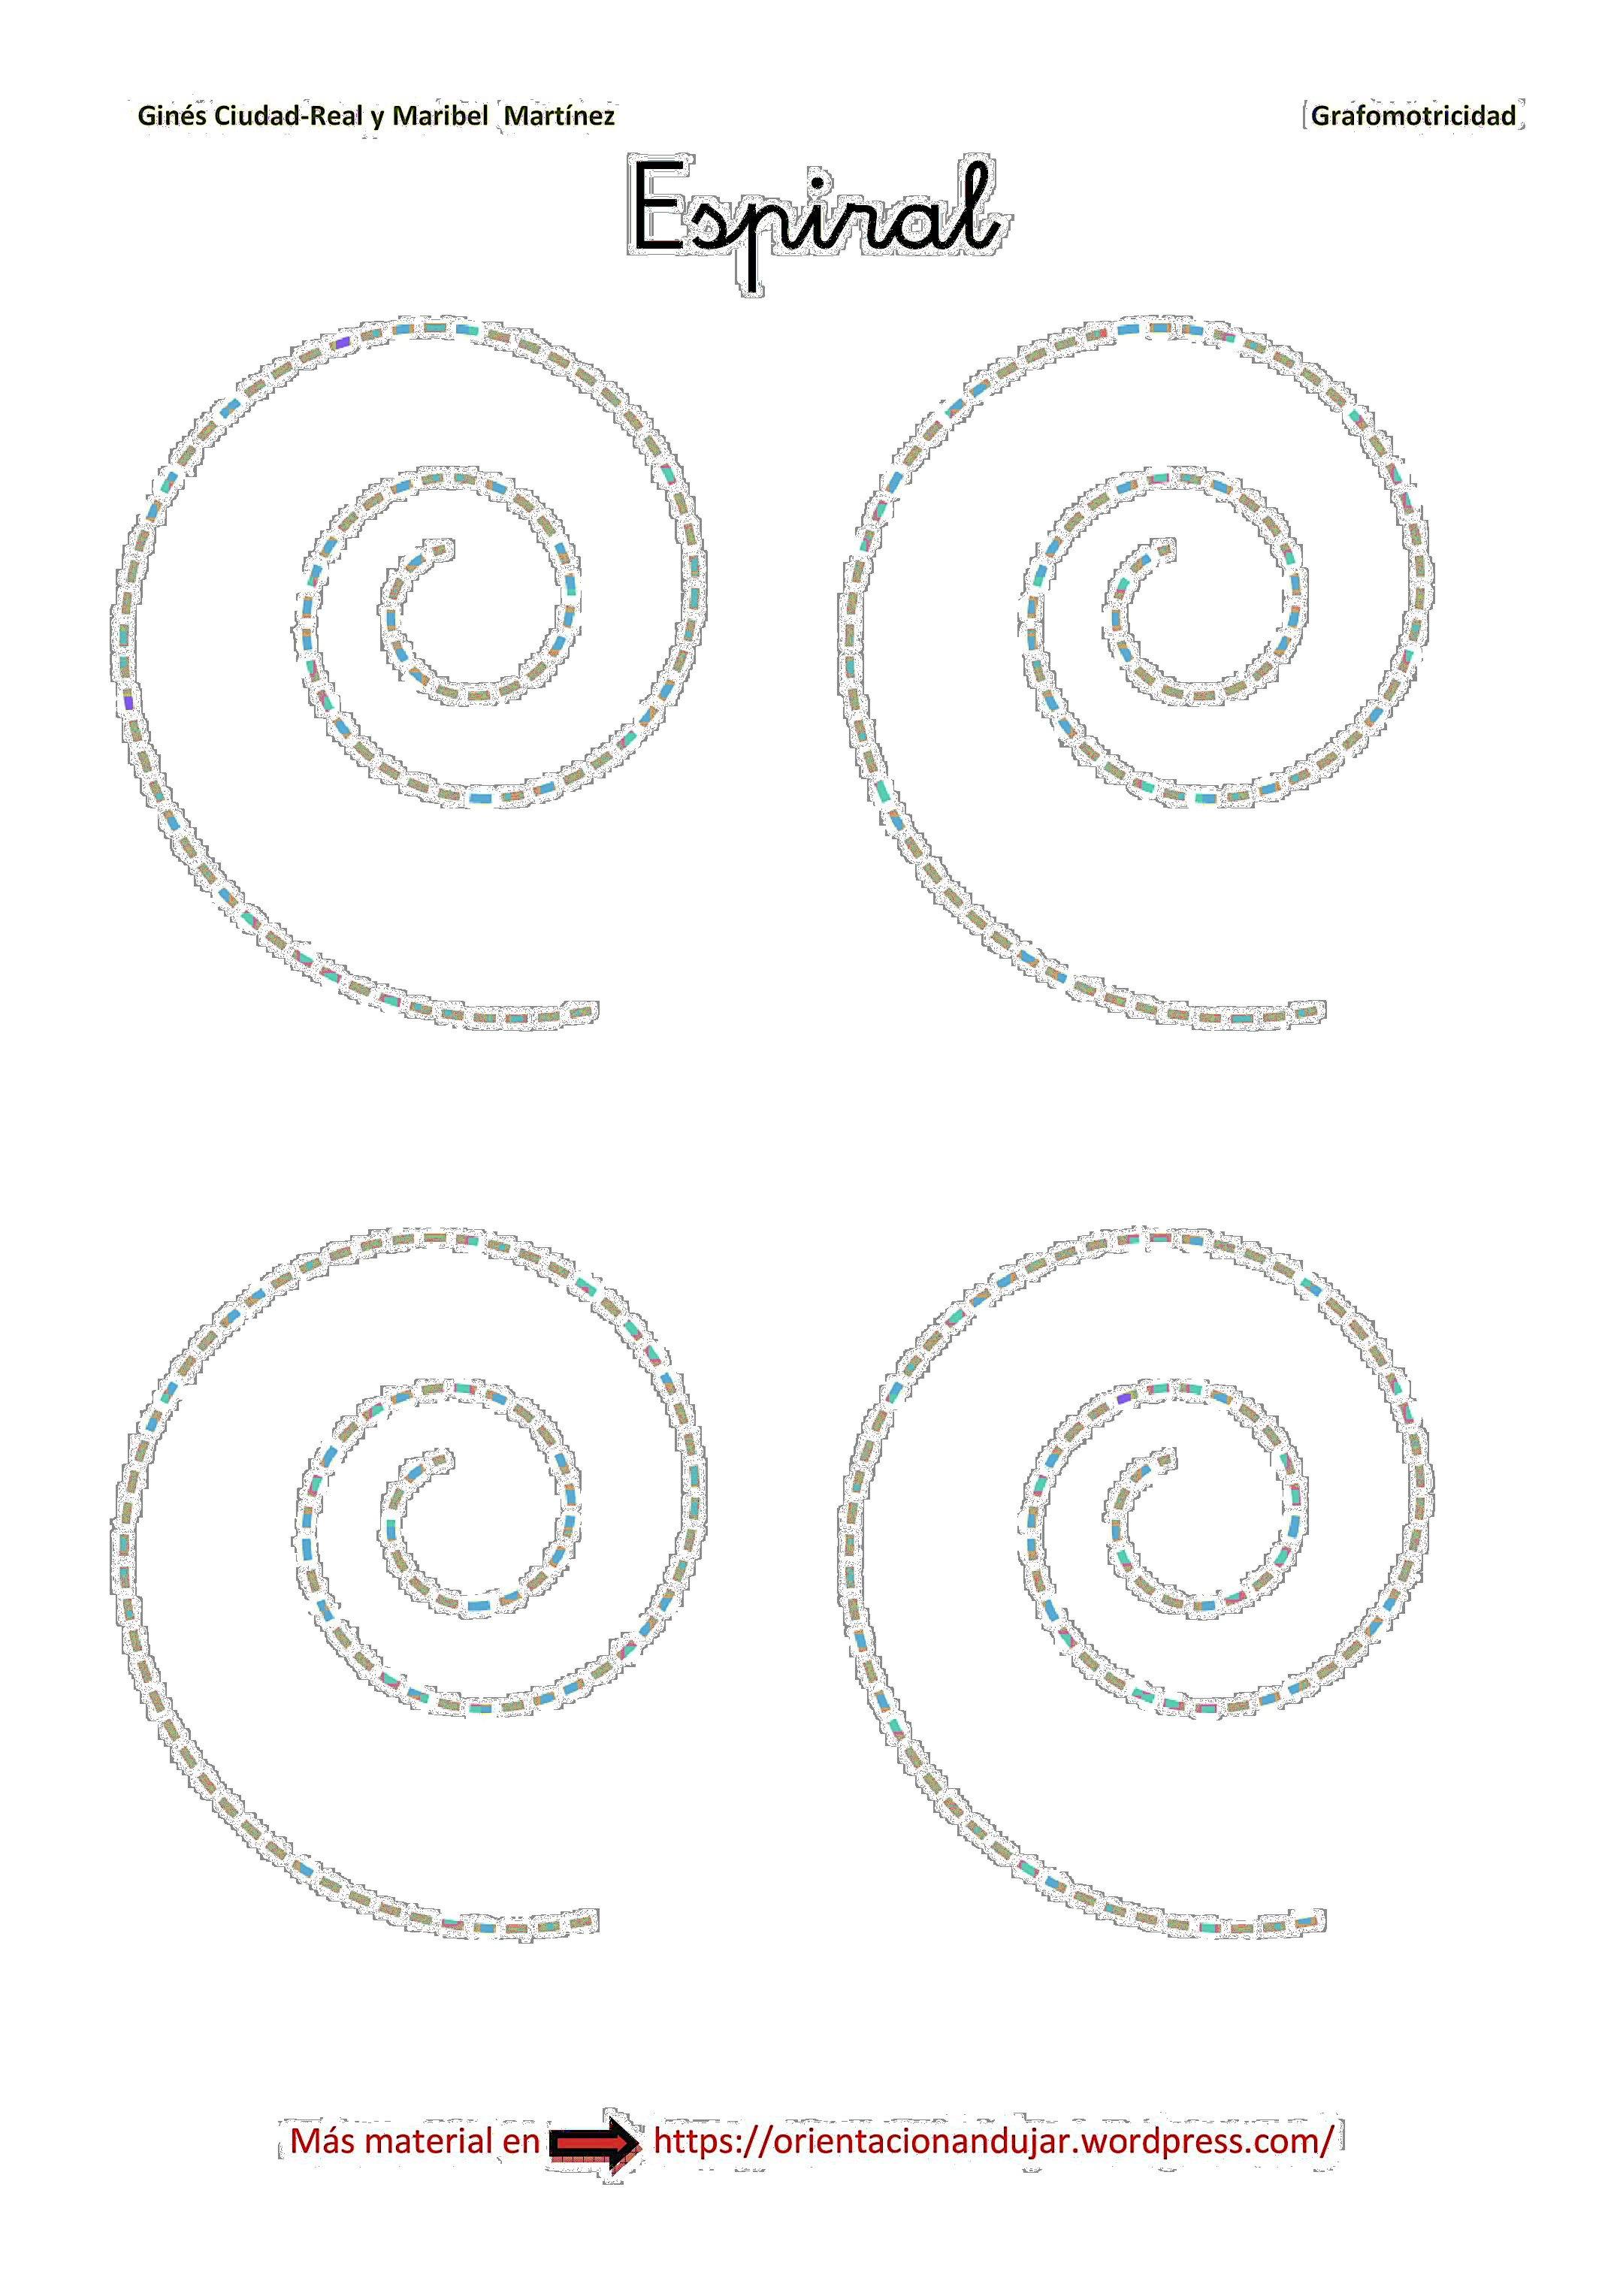 Ginés Ciudad-Real y Maribel Martínez
Grafomotricidad
Espiral
Más material en https://orientacionandujar.wordpress.com/